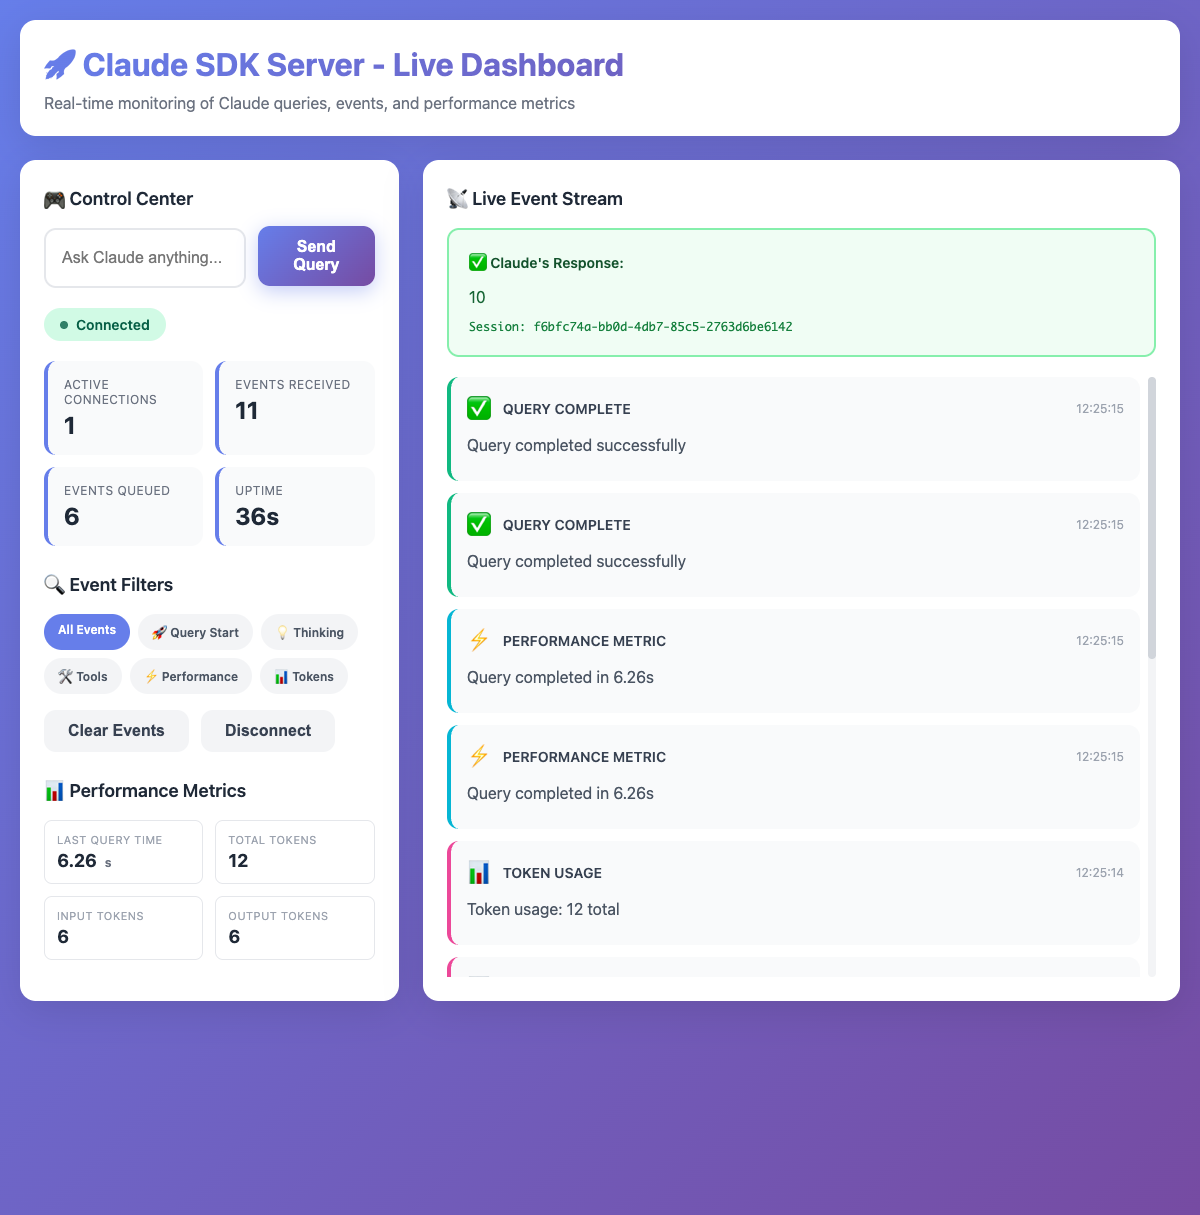 Claude SDK Server - Live Dashboard
Real-time monitoring of Claude queries, events, and performance metrics
Control Center
Ask Claude anything...
Send
Query
Connected
ACTIVE
CONNECTIONS
1
EVENTS RECEIVED
11
EVENTS QUEUED
6
UPTIME
36s
Event Filters
All Events
Query Start
Thinking
Tools
Performance
Tokens
Clear Events
Disconnect
Performance Metrics
LAST QUERY TIME
6.26 s
TOTAL TOKENS
12
INPUT TOKENS
6
OUTPUT TOKENS
6
Live Event Stream
Claude's Response:
10
Session: f6bfc74a-bb0d-4db7-85c5-2763d6be6142
QUERY COMPLETE 12:25:15
Query completed successfully
QUERY COMPLETE 12:25:15
Query completed successfully
PERFORMANCE METRIC 12:25:15
Query completed in 6.26s
PERFORMANCE METRIC 12:25:15
Query completed in 6.26s
TOKEN USAGE 12:25:14
Token usage: 12 total